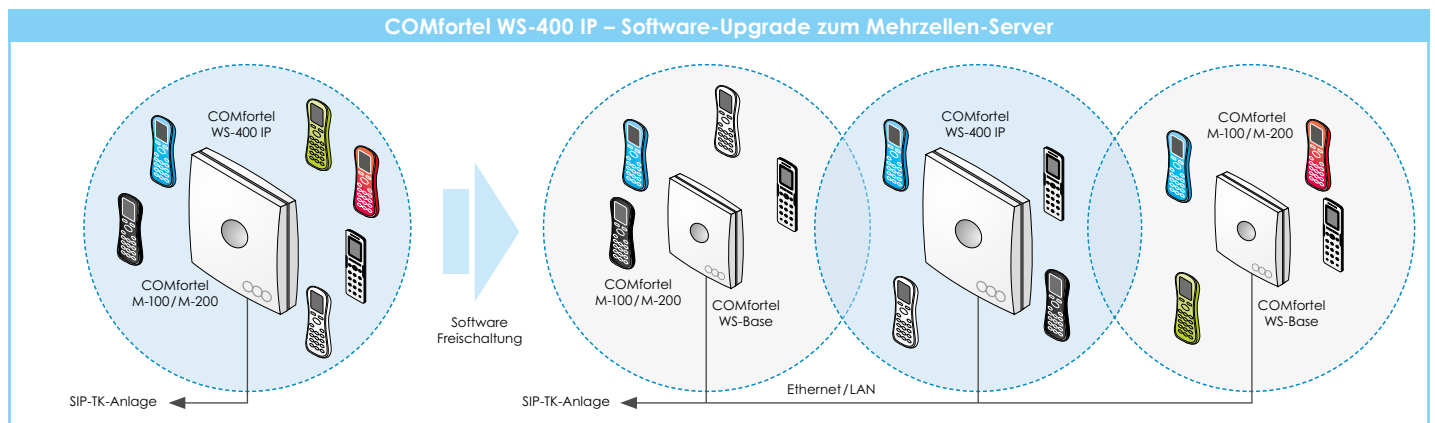 COMfortel WS-400 IP – Software-Upgrade zum Mehrzellen-Server
COMfortel
WS-400 IP
COMfortel
M-100/M-200
SIP-TK-Anlage
Software
Freischaltung
COMfortel
M-100/M-200
COMfortel
WS-Base
COMfortel
WS-400 IP
COMfortel
M-100/M-200
COMfortel
WS-Base
Ethernet/LAN
SIP-TK-Anlage